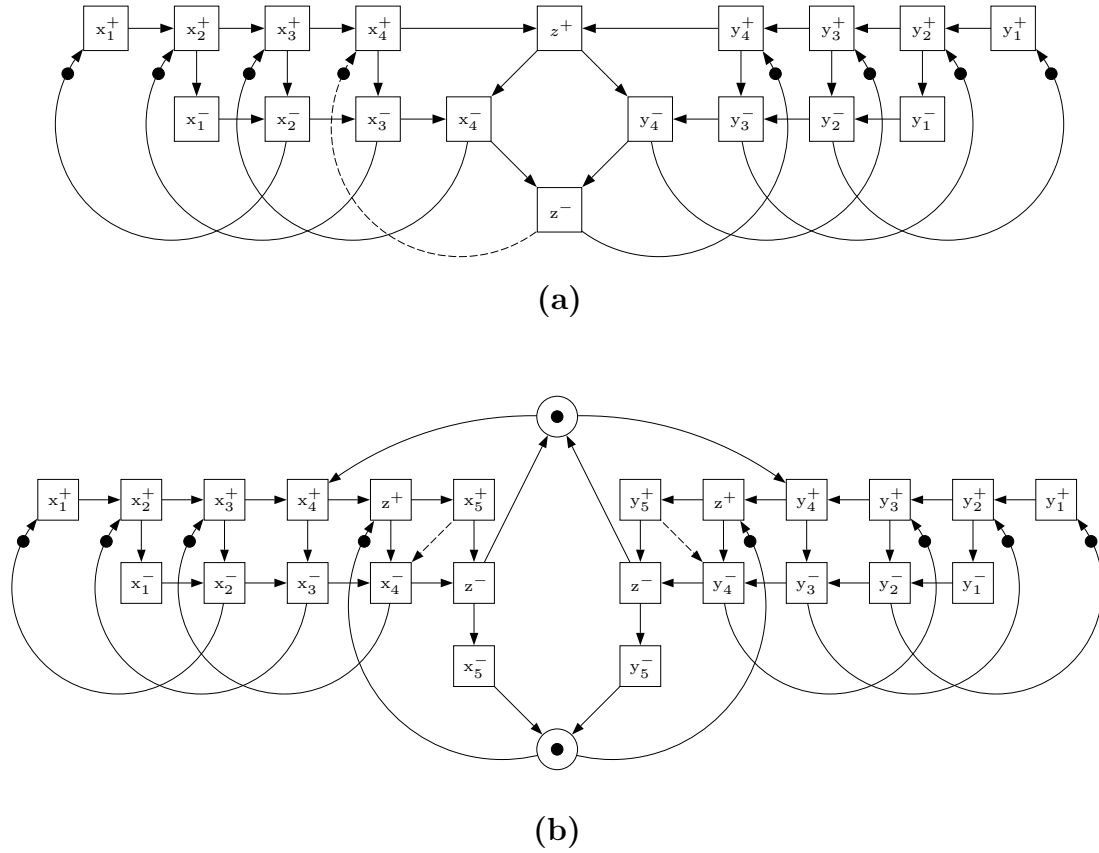 x₁⁺ x₂⁺ x₃⁺ x₄⁺ z⁺ y₄⁺ y₃⁺ y₂⁺ y₁⁺
x₁⁻ x₂⁻ x₃⁻ x₄⁻ y₄⁻ y₃⁻ y₂⁻ y₁⁻
z⁻
(a)
x₁⁺ x₂⁺ x₃⁺ x₄⁺ z⁺ x₅⁺ y₅⁺ z⁺ y₄⁺ y₃⁺ y₂⁺ y₁⁺
x₁⁻ x₂⁻ x₃⁻ x₄⁻ z⁻ z⁻ y₄⁻ y₃⁻ y₂⁻ y₁⁻
x₅⁻ y₅⁻
(b)